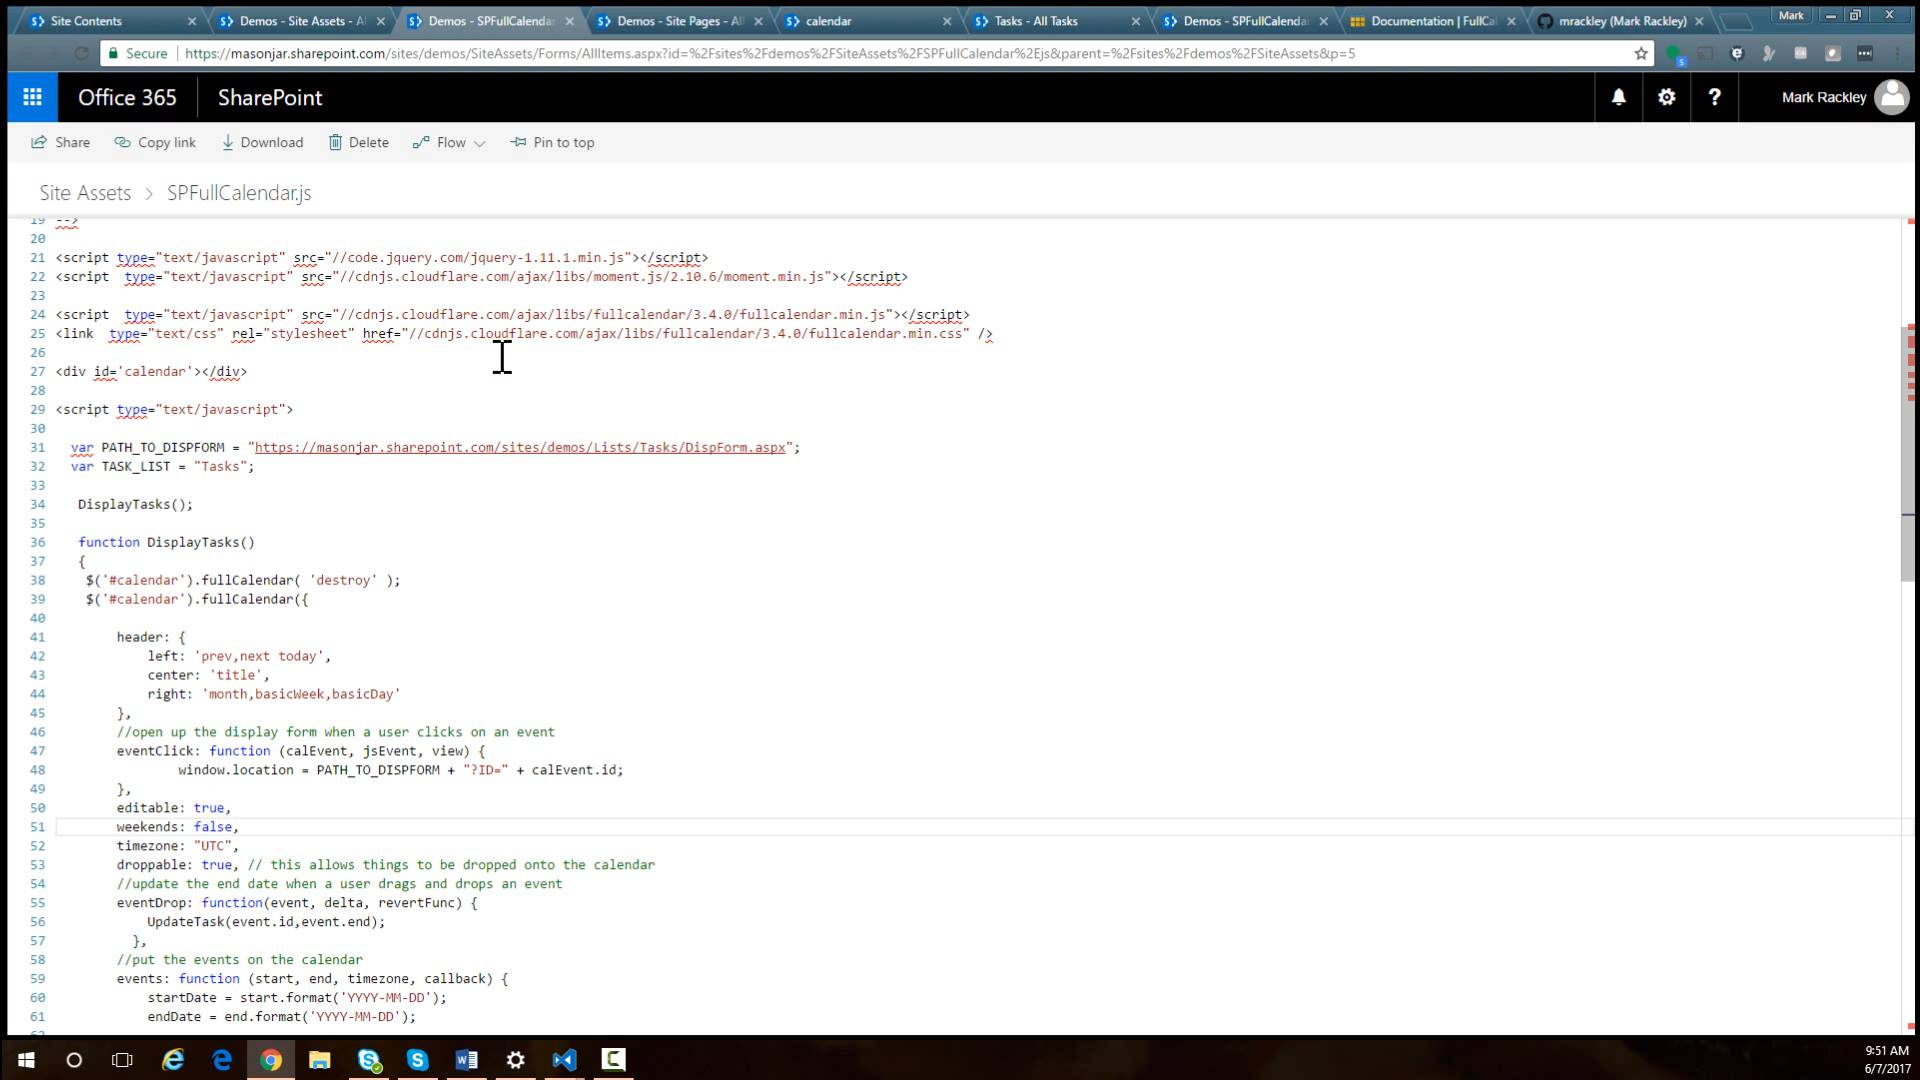 Site Contents
Demos - Site Assets - Al
Demos - SPFullCalendar
Demos - Site Pages - All
calendar
Tasks - All Tasks
Demos - SPFullCalendar
Documentation | FullCal
mrackley (Mark Rackley)
Mark
Secure
https://masonjar.sharepoint.com/sites/demos/SiteAssets/Forms/AllItems.aspx?id=%2Fsites%2Fdemos%2FSiteAssets%2FSPFullCalendar%2Ejs&parent=%2Fsites%2Fdemos%2FSiteAssets&p=5
Office 365
SharePoint
Mark Rackley
Share
Copy link
Download
Delete
Flow
Pin to top
Site Assets > SPFullCalendar.js
19 -->
20
21 <script type="text/javascript" src="//code.jquery.com/jquery-1.11.1.min.js"></script>
22 <script  type="text/javascript" src="//cdnjs.cloudflare.com/ajax/libs/moment.js/2.10.6/moment.min.js"></script>
23
24 <script  type="text/javascript" src="//cdnjs.cloudflare.com/ajax/libs/fullcalendar/3.4.0/fullcalendar.min.js"></script>
25 <link  type="text/css" rel="stylesheet" href="//cdnjs.cloudflare.com/ajax/libs/fullcalendar/3.4.0/fullcalendar.min.css" />
26
27 <div id='calendar'></div>
28
29 <script type="text/javascript">
30
31 var PATH_TO_DISPFORM = "https://masonjar.sharepoint.com/sites/demos/Lists/Tasks/DispForm.aspx";
32 var TASK_LIST = "Tasks";
33
34 DisplayTasks();
35
36 function DisplayTasks()
37 {
38 $('#calendar').fullCalendar( 'destroy' );
39 $('#calendar').fullCalendar({
40
41 header: {
42 left: 'prev,next today',
43 center: 'title',
44 right: 'month,basicWeek,basicDay'
45 },
46 //open up the display form when a user clicks on an event
47 eventClick: function (calEvent, jsEvent, view) {
48 window.location = PATH_TO_DISPFORM + "?ID=" + calEvent.id;
49 },
50 editable: true,
51 weekends: false,
52 timezone: "UTC",
53 droppable: true, // this allows things to be dropped onto the calendar
54 //update the end date when a user drags and drops an event
55 eventDrop: function(event, delta, revertFunc) {
56 UpdateTask(event.id,event.end);
57 },
58 //put the events on the calendar
59 events: function (start, end, timezone, callback) {
60 startDate = start.format('YYYY-MM-DD');
61 endDate = end.format('YYYY-MM-DD');
9:51 AM
6/7/2017